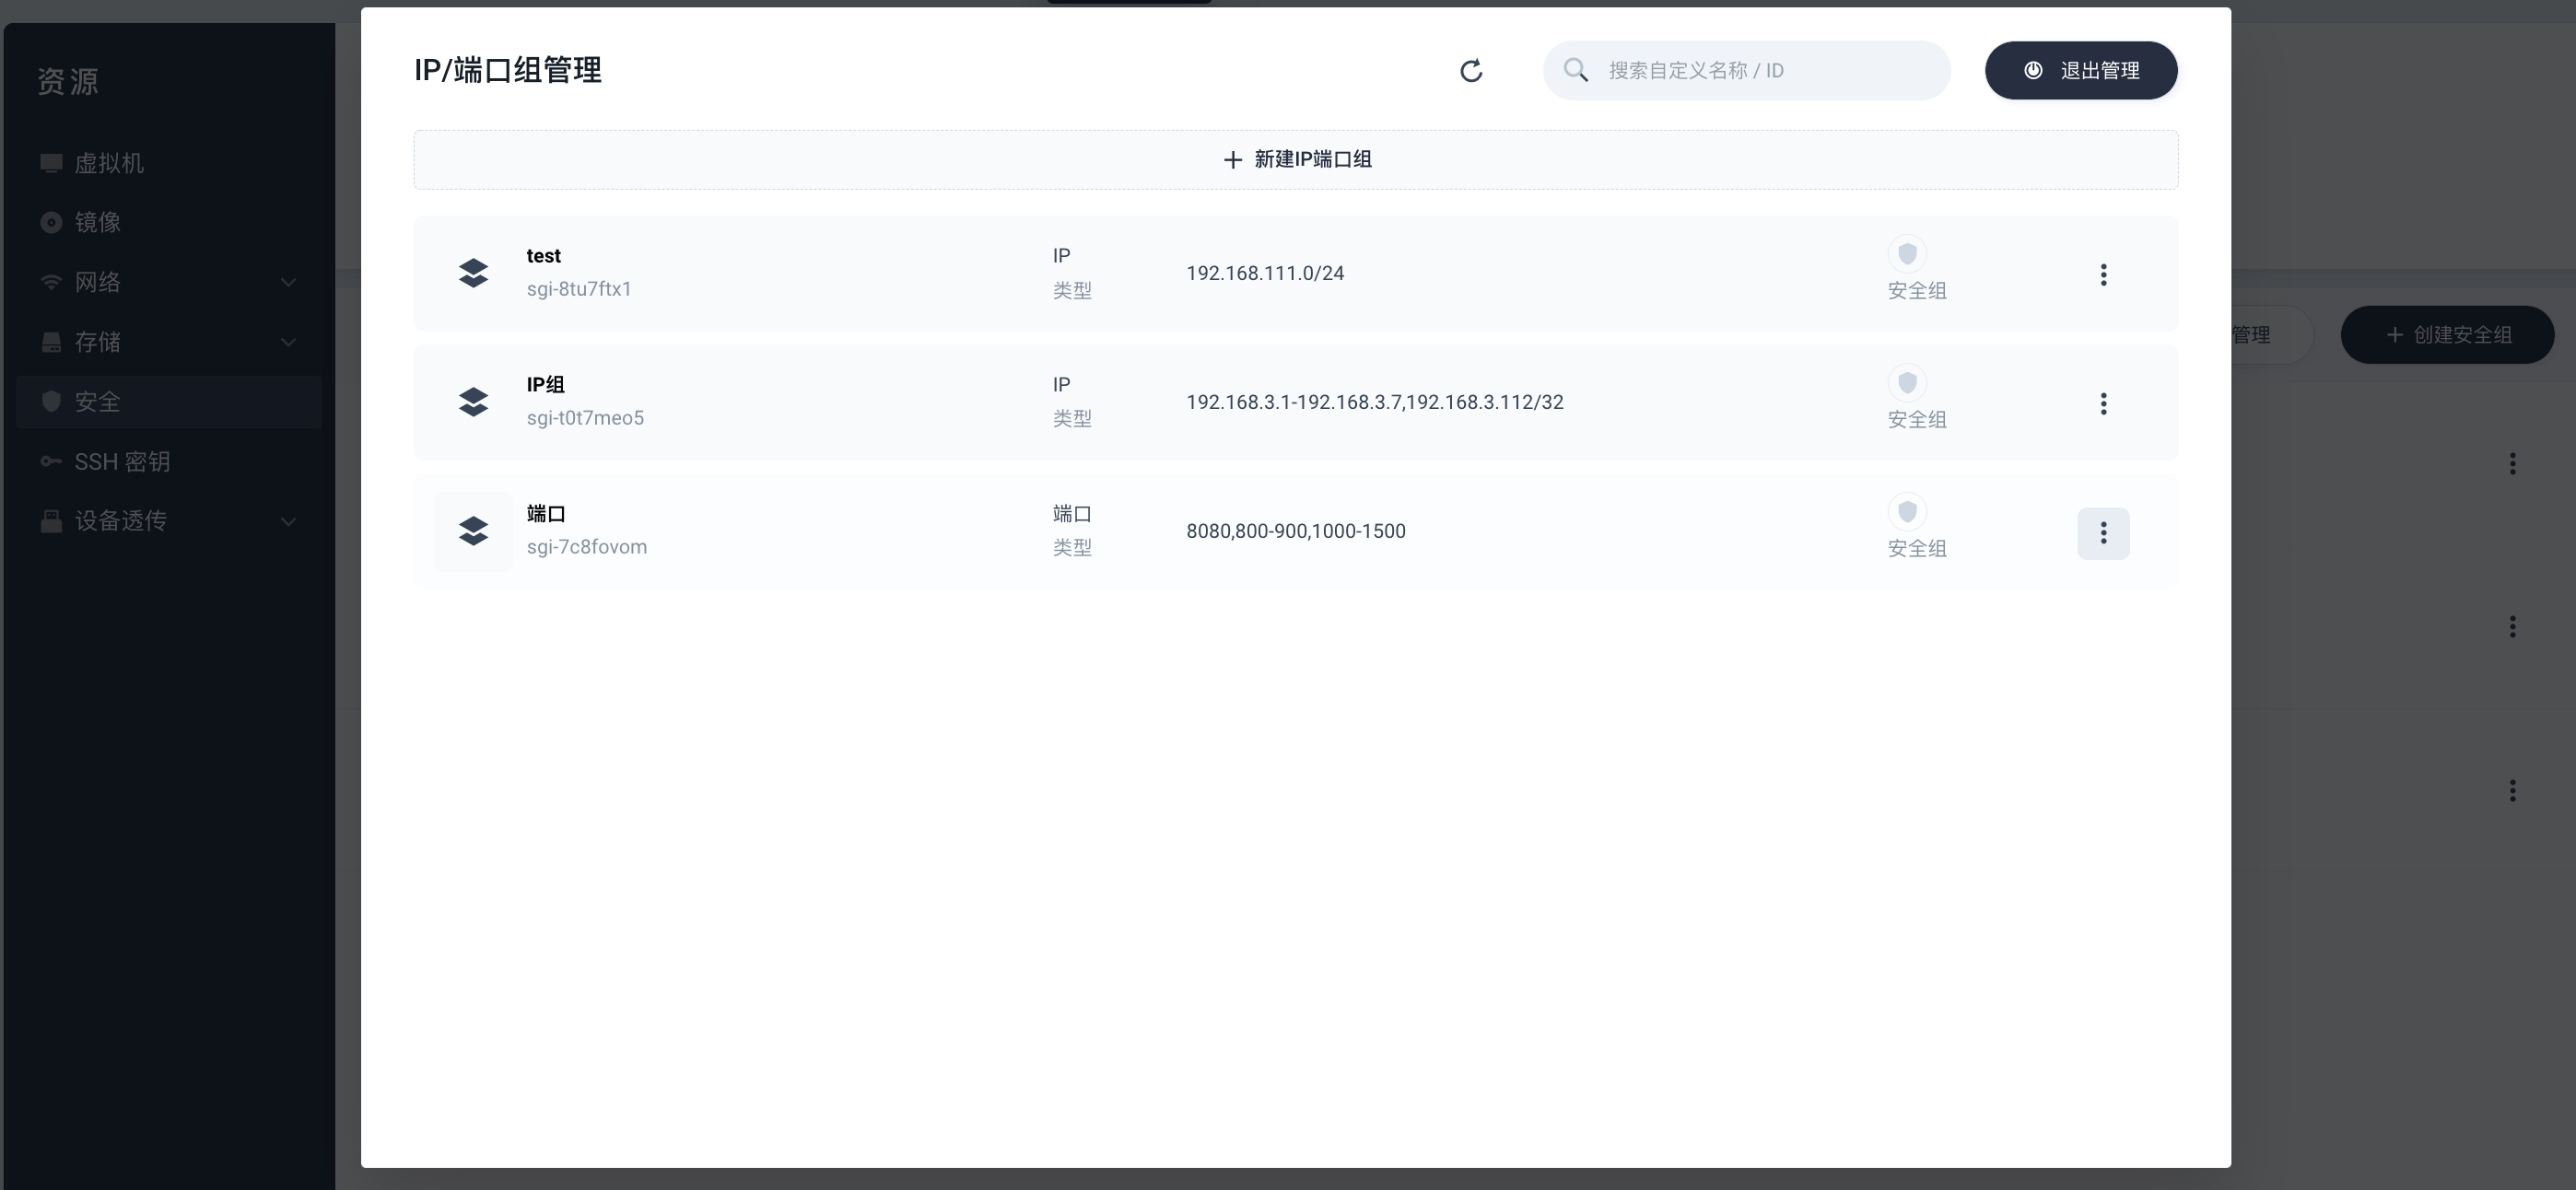 资源
虚拟机
镜像
网络
存储
安全
SSH 密钥
设备透传
IP/端口组管理
搜索自定义名称 / ID
退出管理
新建IP端口组
test
sgi-8tu7ftx1
IP
类型
192.168.111.0/24
安全组
IP组
sgi-t0t7meo5
IP
类型
192.168.3.1-192.168.3.7,192.168.3.112/32
安全组
端口
sgi-7c8fovom
端口
类型
8080,800-900,1000-1500
安全组
管理
创建安全组